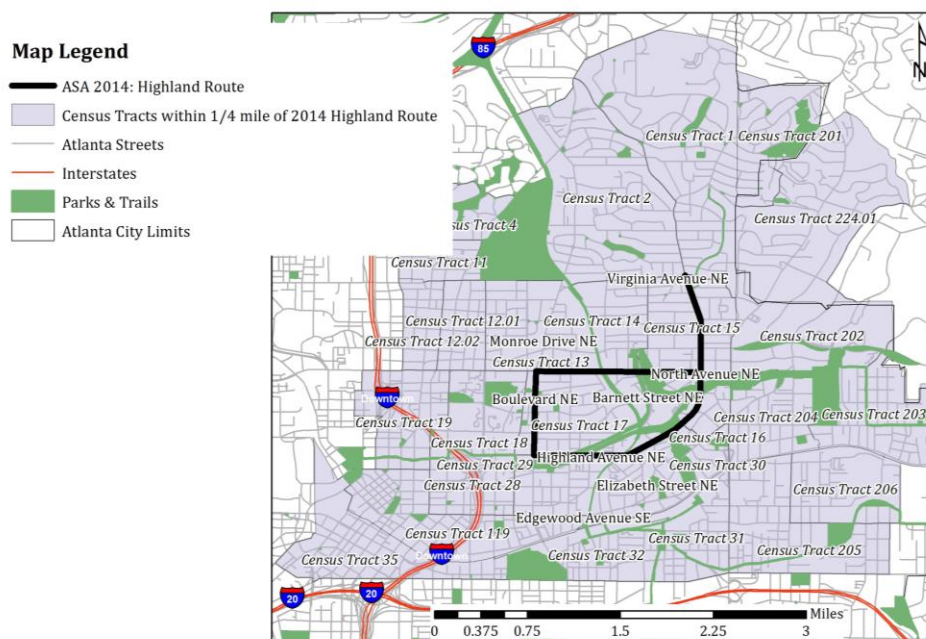 Map Legend
ASA 2014: Highland Route
Census Tracts within 1/4 mile of 2014 Highland Route
Atlanta Streets
Interstates
Parks & Trails
Atlanta City Limits
85
N
Census Tract 1
Census Tract 201
Census Tract 2
Census Tract 224.01
sus Tract 4
Census Tract 11
Virginia Avenue NE
Census Tract 12.01
Census Tract 14
Census Tract 15
Census Tract 12.02
Monroe Drive NE
Census Tract 202
Census Tract 13
North Avenue NE
Downtown
Boulevard NE
Barnett Street NE
Census Tract 19
Census Tract 17
Census Tract 204
Census Tract 203
Census Tract 18
Census Tract 16
Census Tract 29
Highland Avenue NE
Census Tract 30
Census Tract 28
Elizabeth Street NE
Census Tract 206
Edgewood Avenue SE
Census Tract 119
Census Tract 31
Downtown
Census Tract 35
Census Tract 32
Census Tract 205
20
20
Miles
0 0.375 0.75 1.5 2.25 3